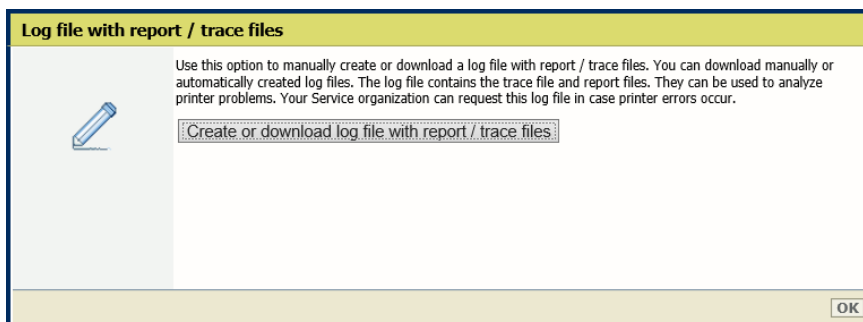 Log file with report / trace files
Use this option to manually create or download a log file with report / trace files. You can download manually or
automatically created log files. The log file contains the trace file and report files. They can be used to analyze
printer problems. Your Service organization can request this log file in case printer errors occur.
Create or download log file with report / trace files
OK